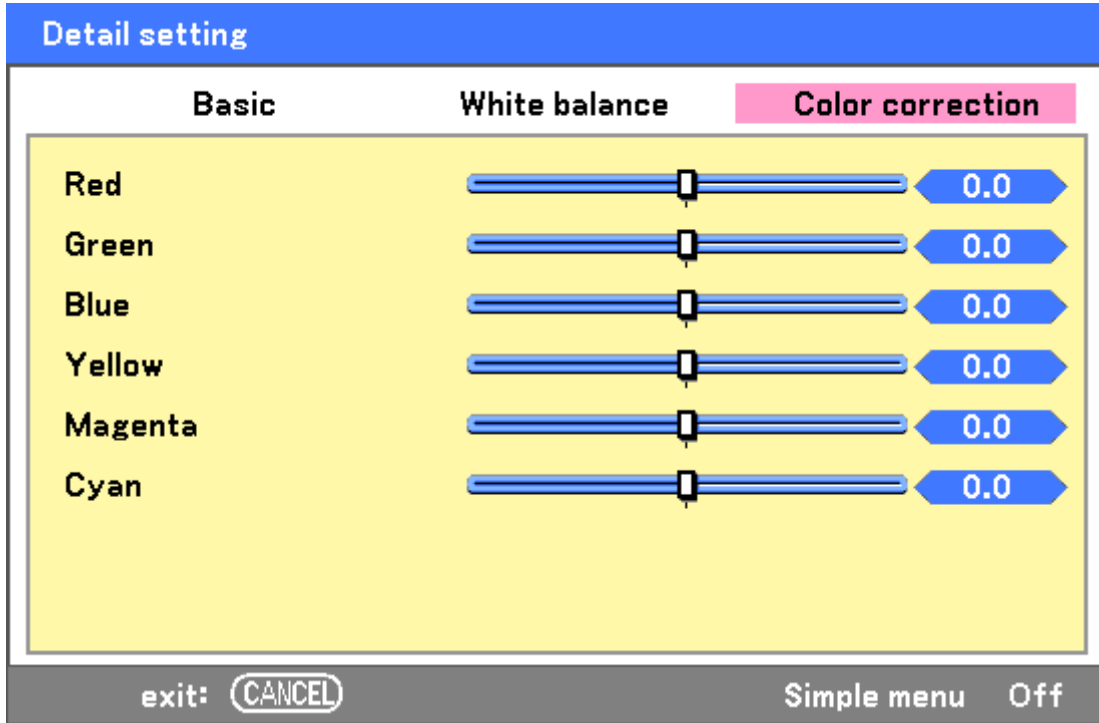 Detail setting
Basic White balance Color correction
Red 0.0
Green 0.0
Blue 0.0
Yellow 0.0
Magenta 0.0
Cyan 0.0
exit: CANCEL Simple menu Off